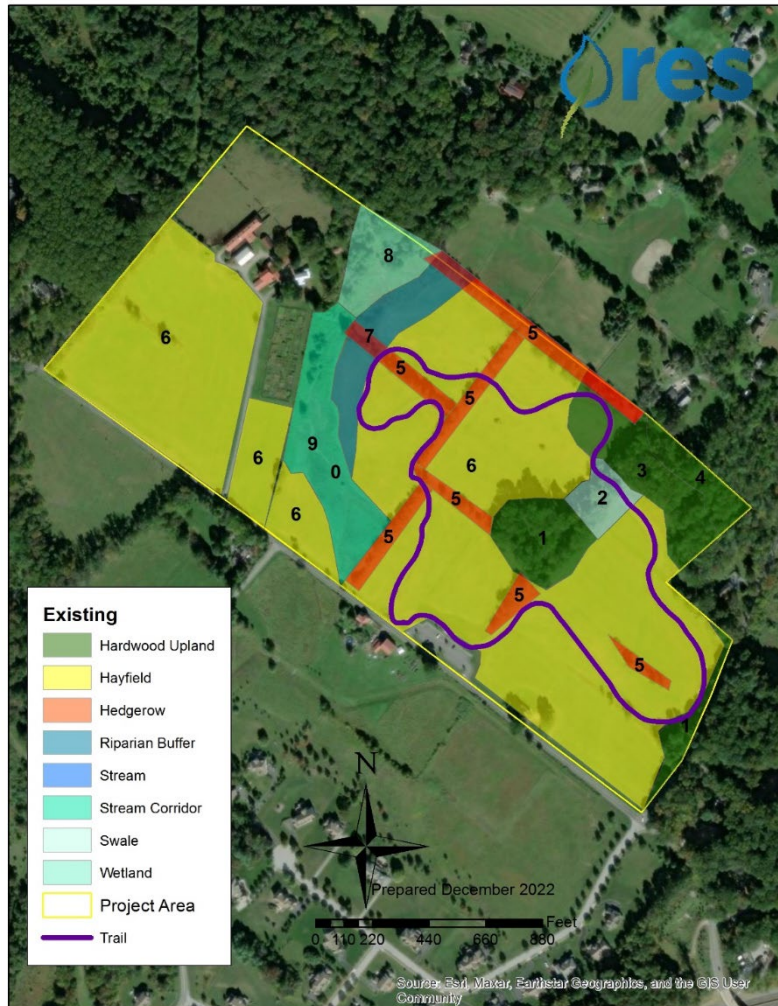 res
8
6
5
7
5
5
3
4
6
6
9
0
5
2
6
1
5
5
5
1
Existing
Hardwood Upland
Hayfield
Hedgerow
Riparian Buffer
Stream
Stream Corridor
Swale
Wetland
Project Area
Trail
N
Prepared December 2022
Feet
0 110 220 440 660 880
Source: Esri, Maxar, Earthstar Geographics, and the GIS User
Community